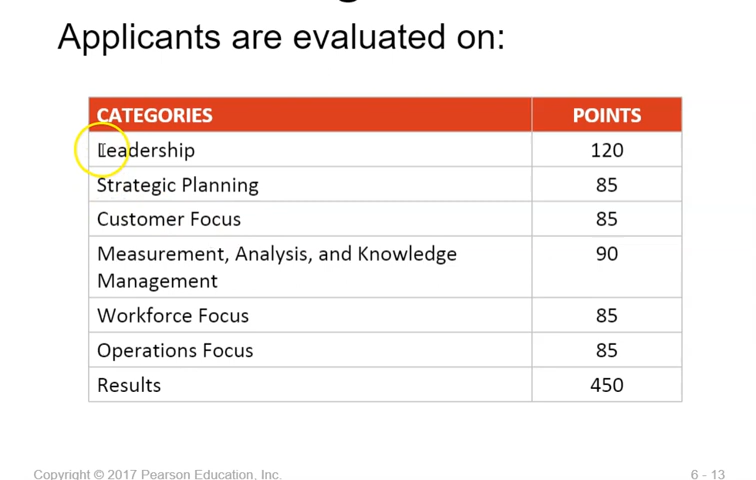 Applicants are evaluated on:
CATEGORIES POINTS
Leadership 120
Strategic Planning 85
Customer Focus 85
Measurement, Analysis, and Knowledge 90
Management
Workforce Focus 85
Operations Focus 85
Results 450
Copyright © 2017 Pearson Education, Inc. 6 - 13